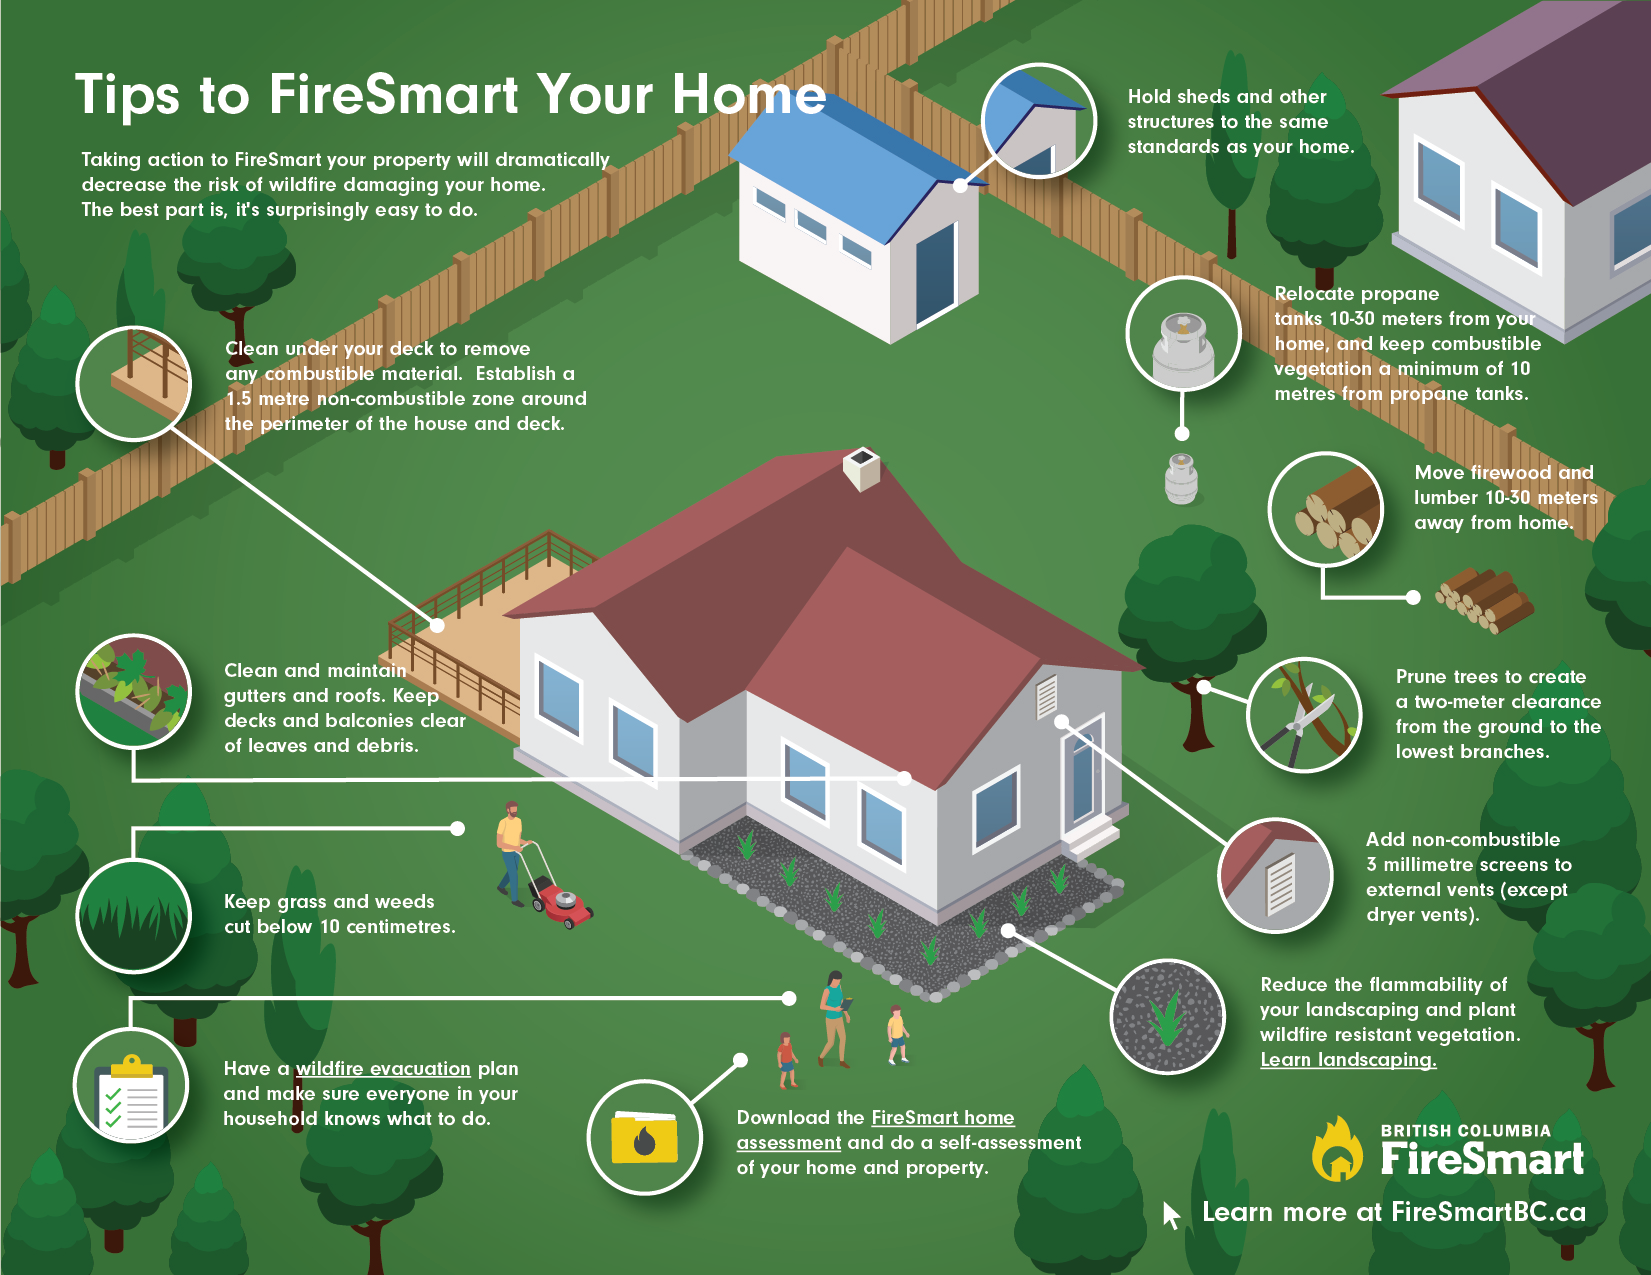 Tips to FireSmart Your Home
Taking action to FireSmart your property will dramatically
decrease the risk of wildfire damaging your home.
The best part is, it's surprisingly easy to do.
Hold sheds and other
structures to the same
standards as your home.
Relocate propane
tanks 10-30 meters from your
home, and keep combustible
vegetation a minimum of 10
metres from propane tanks.
Clean under your deck to remove
any combustible material. Establish a
1.5 metre non-combustible zone around
the perimeter of the house and deck.
Move firewood and
lumber 10-30 meters
away from home.
Clean and maintain
gutters and roofs. Keep
decks and balconies clear
of leaves and debris.
Prune trees to create
a two-meter clearance
from the ground to the
lowest branches.
Add non-combustible
3 millimetre screens to
external vents (except
dryer vents).
Keep grass and weeds
cut below 10 centimetres.
Reduce the flammability of
your landscaping and plant
wildfire resistant vegetation.
Learn landscaping.
Have a wildfire evacuation plan
and make sure everyone in your
household knows what to do.
Download the FireSmart home
assessment and do a self-assessment
of your home and property.
BRITISH COLUMBIA
FireSmart
Learn more at FireSmartBC.ca